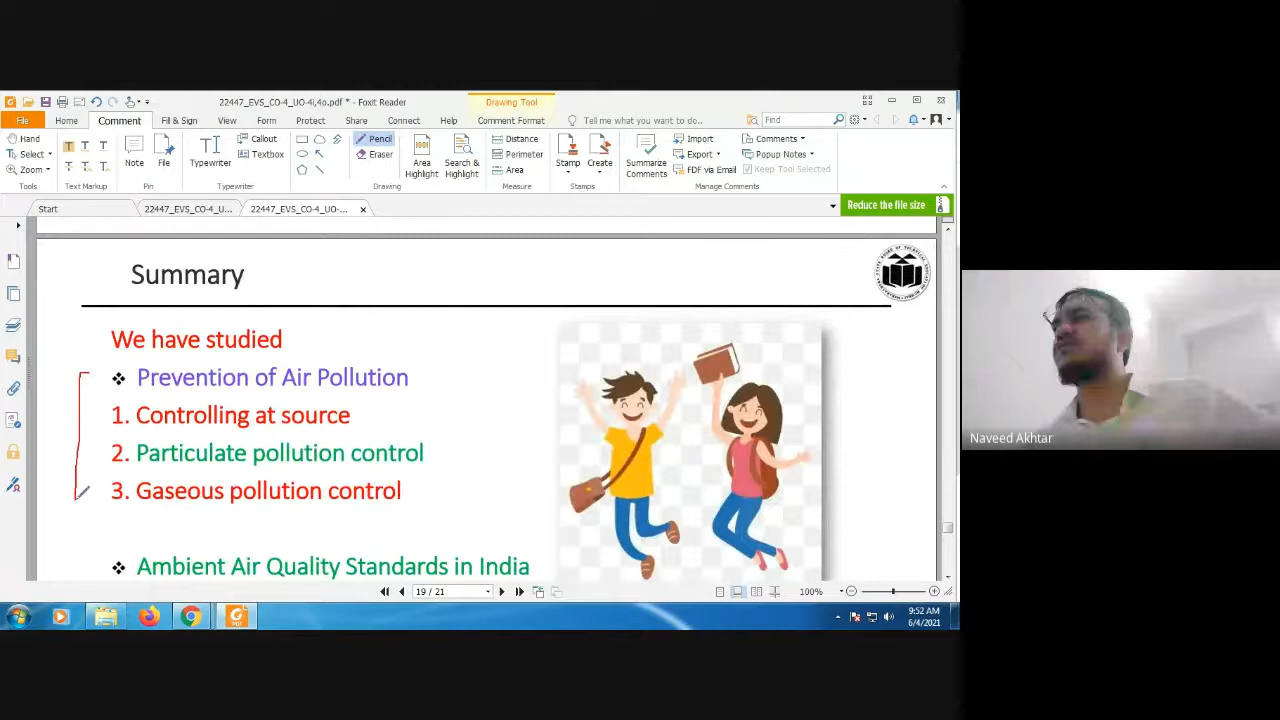 22447_EVS_CO-4_UO-4i,4o.pdf * - Foxit Reader
Drawing Tool
File
Home
Comment
Fill & Sign
View
Form
Protect
Share
Connect
Help
Comment Format
Tell me what you want to do...
Find
Hand
Select
Zoom
Tools
Text Markup
Note
File
Pin
Typewriter
Callout
Textbox
Typewriter
Pencil
Eraser
Drawing
Area Highlight
Search & Highlight
Distance
Perimeter
Area
Measure
Stamp
Create
Stamps
Summarize Comments
Import
Export
FDF via Email
Comments
Popup Notes
Keep Tool Selected
Manage Comments
Start
22447_EVS_CO-4_U...
22447_EVS_CO-4_UO-...
Reduce the file size
Summary
We have studied
❖ Prevention of Air Pollution
1. Controlling at source
2. Particulate pollution control
3. Gaseous pollution control
❖ Ambient Air Quality Standards in India
19 / 21
100%
9:52 AM
6/4/2021
Naveed Akhtar